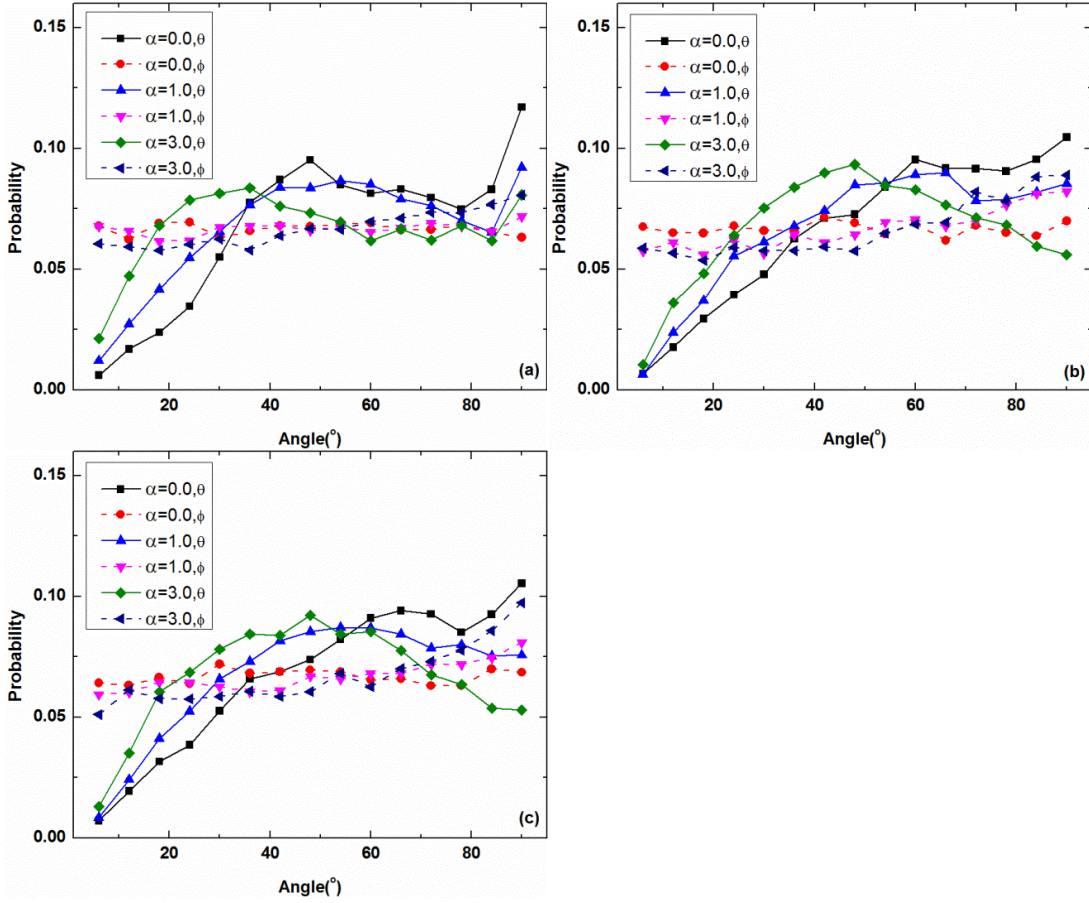 0.15
0.10
0.05
0.00
Probability
α=0.0,θ
α=0.0,ϕ
α=1.0,θ
α=1.0,ϕ
α=3.0,θ
α=3.0,ϕ
(a)
20 40 60 80
Angle(°)
0.15
0.10
0.05
0.00
Probability
α=0.0,θ
α=0.0,ϕ
α=1.0,θ
α=1.0,ϕ
α=3.0,θ
α=3.0,ϕ
(b)
20 40 60 80
Angle(°)
0.15
0.10
0.05
0.00
Probability
α=0.0,θ
α=0.0,ϕ
α=1.0,θ
α=1.0,ϕ
α=3.0,θ
α=3.0,ϕ
(c)
20 40 60 80
Angle(°)